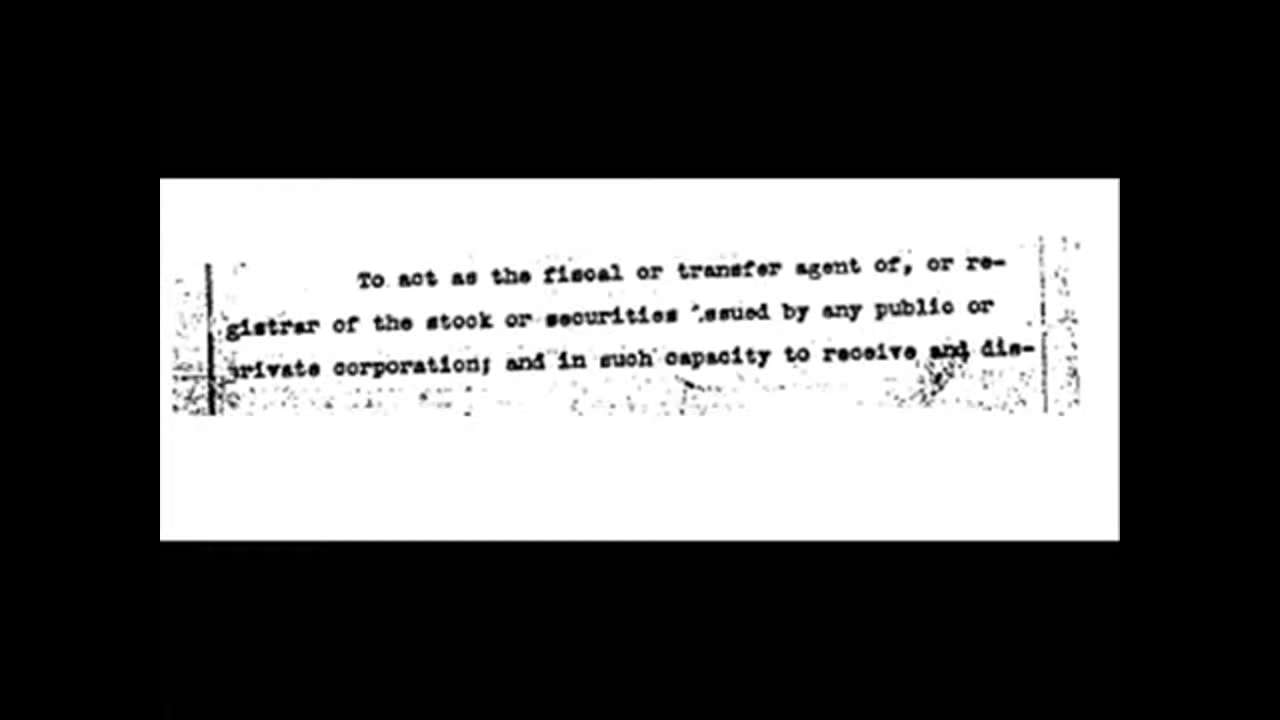 To act as the fiscal or transfer agent of, or re-
gistrar of the stock or securities issued by any public or
private corporation; and in such capacity to receive and dis-